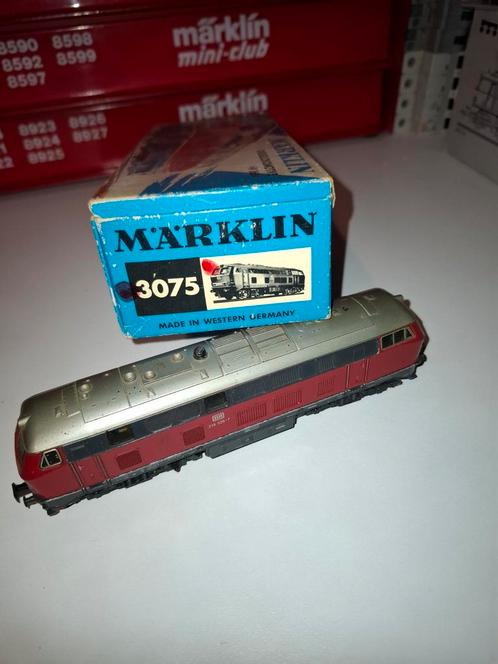 8590 8598
8592 8599
8597
märklin
mini-club
märklin
8923 8926
8924 8927
8925
MÄRKLIN
MÄRKLIN
3075
MADE IN WESTERN GERMANY
DB